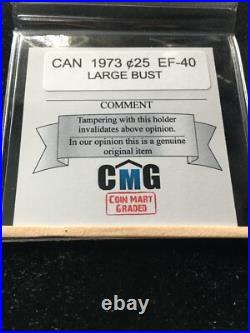 CAN 1973 ¢25 EF-40
LARGE BUST
COMMENT
Tampering with this holder
invalidates above opinion.
In our opinion this is a genuine
original item
CMG
COIN MART
GRADED